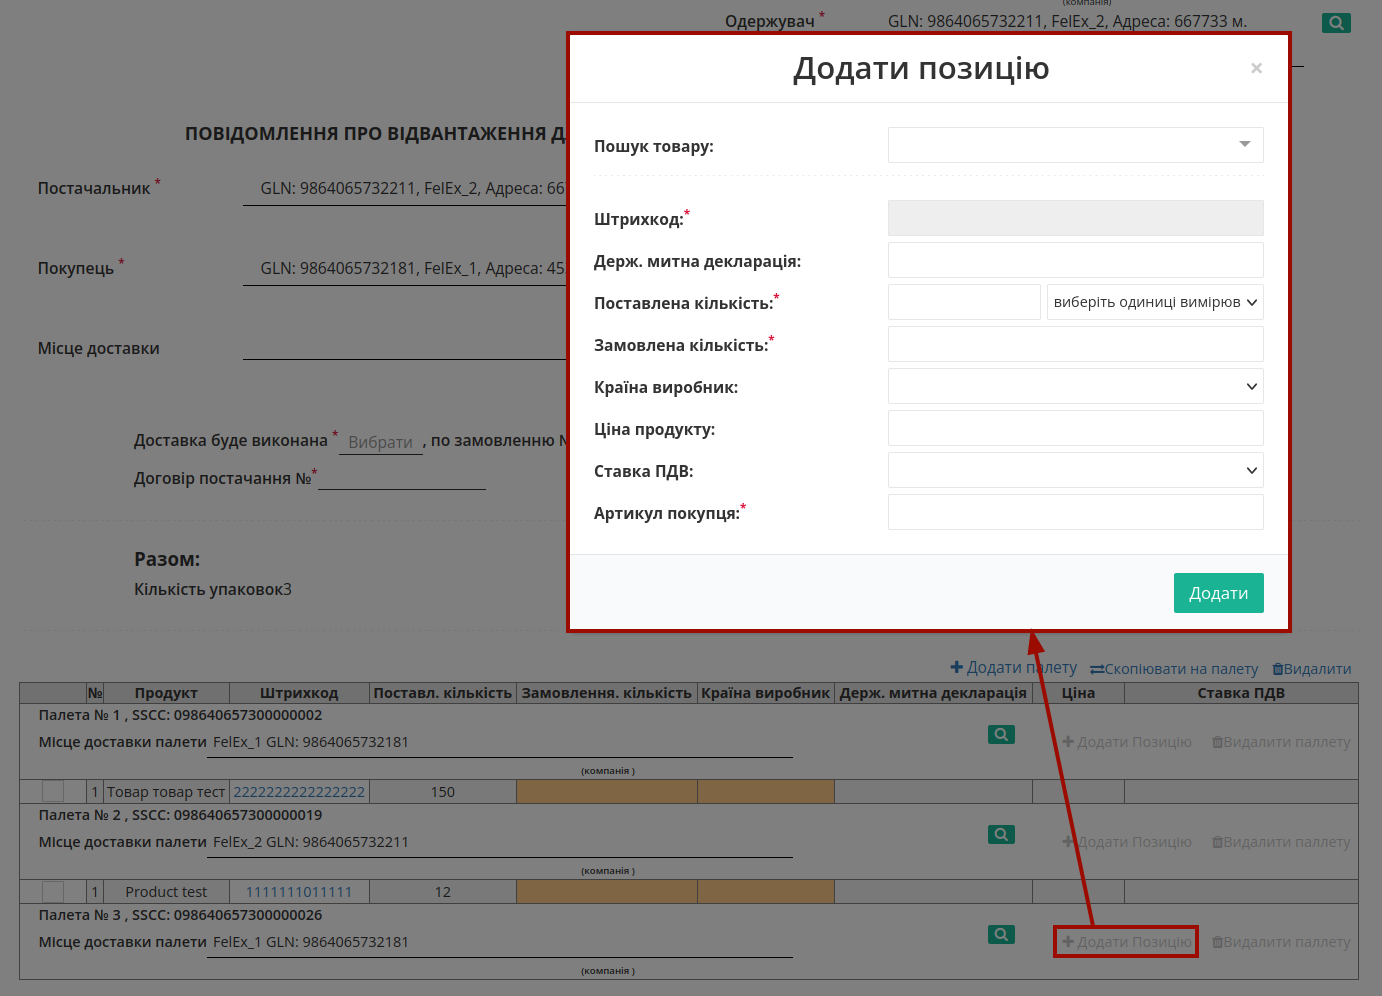 (компанія)
Одержувач * GLN: 9864065732211, FelEx_2, Адреса: 667733 м.
Додати позицію ×
ПОВІДОМЛЕННЯ ПРО ВІДВАНТАЖЕННЯ
Постачальник * GLN: 9864065732211, FelEx_2, Адреса: 66
Покупець * GLN: 9864065732181, FelEx_1, Адреса: 45
Місце доставки
Доставка буде виконана * Вибрати , по замовленню №
Договір постачання №*
Пошук товару:
Штрихкод:*
Держ. митна декларація:
Поставлена кількість:* виберіть одиниці вимірюв
Замовлена кількість:*
Країна виробник:
Ціна продукту:
Ставка ПДВ:
Артикул покупця:*
Додати
Разом:
Кількість упаковок3
Додати палету Скопіювати на палету Видалити
№ Продукт Штрихкод Поставл. кількість Замовлення. кількість Країна виробник Держ. митна декларація Ціна Ставка ПДВ
Палета № 1 , SSCC: 098640657300000002
Місце доставки палети FelEx_1 GLN: 9864065732181 Додати Позицію Видалити паллету
(компанія )
1 Товар товар тест 2222222222222222 150
Палета № 2 , SSCC: 098640657300000019
Місце доставки палети FelEx_2 GLN: 9864065732211 Додати Позицію Видалити паллету
(компанія )
1 Product test 1111111011111 12
Палета № 3 , SSCC: 098640657300000026
Місце доставки палети FelEx_1 GLN: 9864065732181 Додати Позицію Видалити паллету
(компанія )